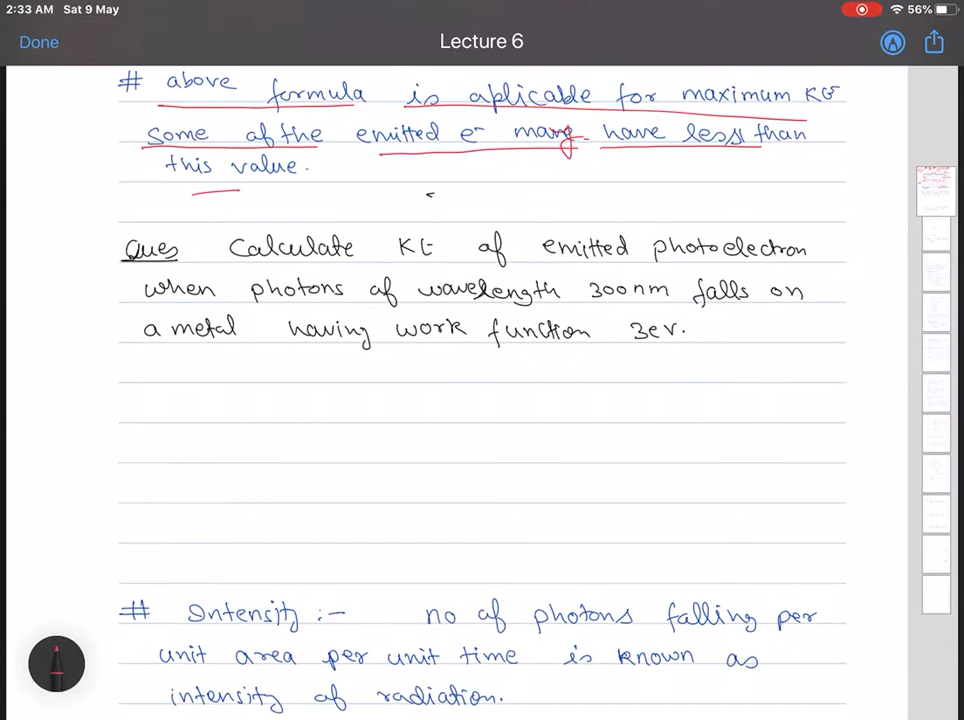 2:33 AM Sat 9 May
56%
Done
Lecture 6
# above formula is aplicable for maximum KE
some of the emitted e⁻ may have less than
this value.
Ques Calculate KE of emitted photoelectron
when photons of wavelength 300nm falls on
a metal having work function 3ev.
# Intensity :- no of photons falling per
unit area per unit time is known as
intensity of radiation.